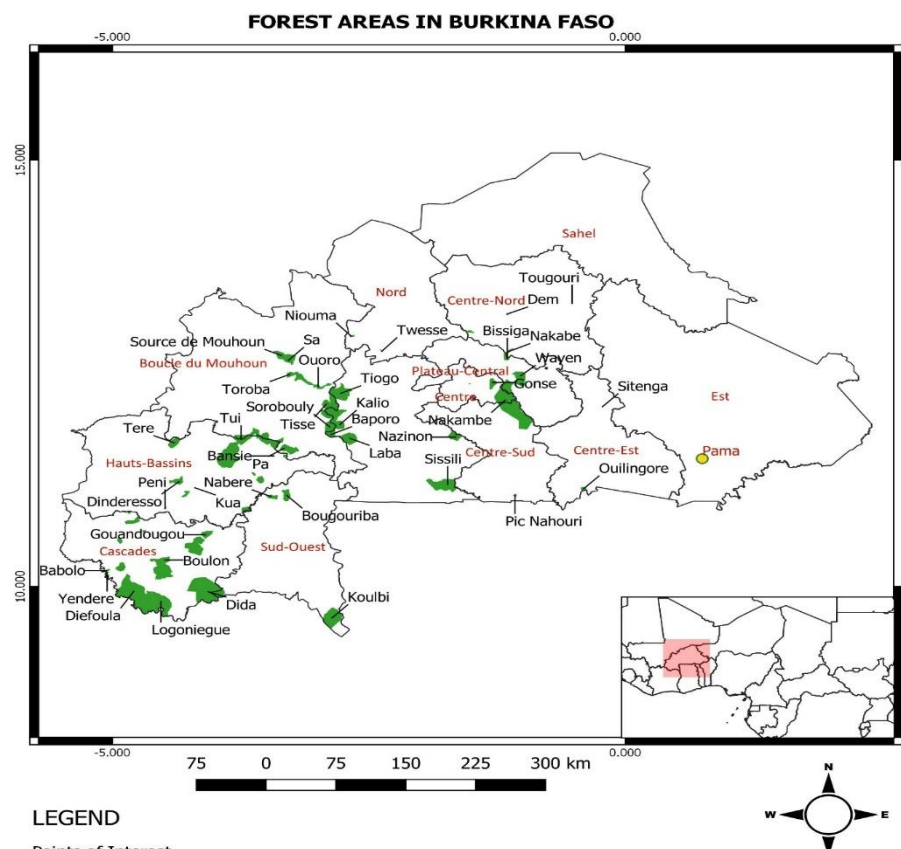 FOREST AREAS IN BURKINA FASO
-5.000
0.000
15.000
Sahel
Tougouri
Nord
Centre-Nord
Dem
Niouma
Twesse
Bissiga
Nakabe
Source de Mouhoun
Sa
Boucle du Mouhoun
Ouoro
Wayen
Plateau-Central
Toroba
Tiogo
Gonse
Sitenga
Est
Centre
Sorobouly
Kalio
Tisse
Baporo
Nakambe
Tui
Tere
Nazinon
Laba
Bansie
Pa
Centre-Sud
Centre-Est
Pama
Hauts-Bassins
Sissili
Ouilingore
Peni
Nabere
Dinderesso
Kua
Bougouriba
Pic Nahouri
Gouandougou
Cascades
Sud-Ouest
Boulon
Babolo
10.000
10.000
Yendere
Diefoula
Dida
Koulbi
Logoniegue
-5.000
0.000
75 0 75 150 225 300 km
N
W E
LEGEND